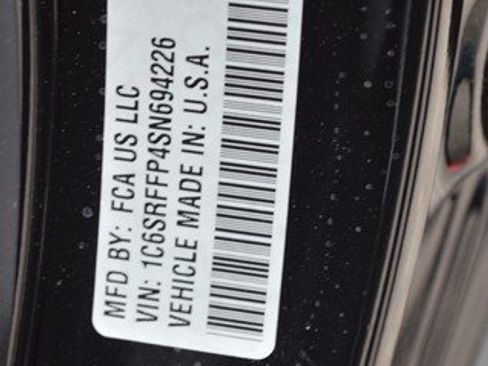 MFD BY: FCA US LLC
VIN: 1C6SRFFP4SN694226
VEHICLE MADE IN: U.S.A.